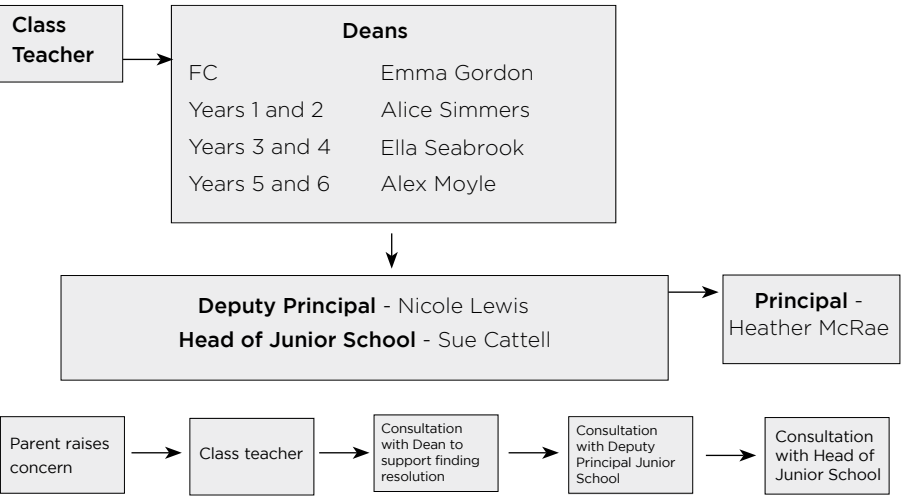 Class
Teacher
Deans
FC Emma Gordon
Years 1 and 2 Alice Simmers
Years 3 and 4 Ella Seabrook
Years 5 and 6 Alex Moyle
Deputy Principal - Nicole Lewis
Head of Junior School - Sue Cattell
Principal -
Heather McRae
Parent raises
concern
Class teacher
Consultation
with Dean to
support finding
resolution
Consultation
with Deputy
Principal Junior
School
Consultation
with Head of
Junior School